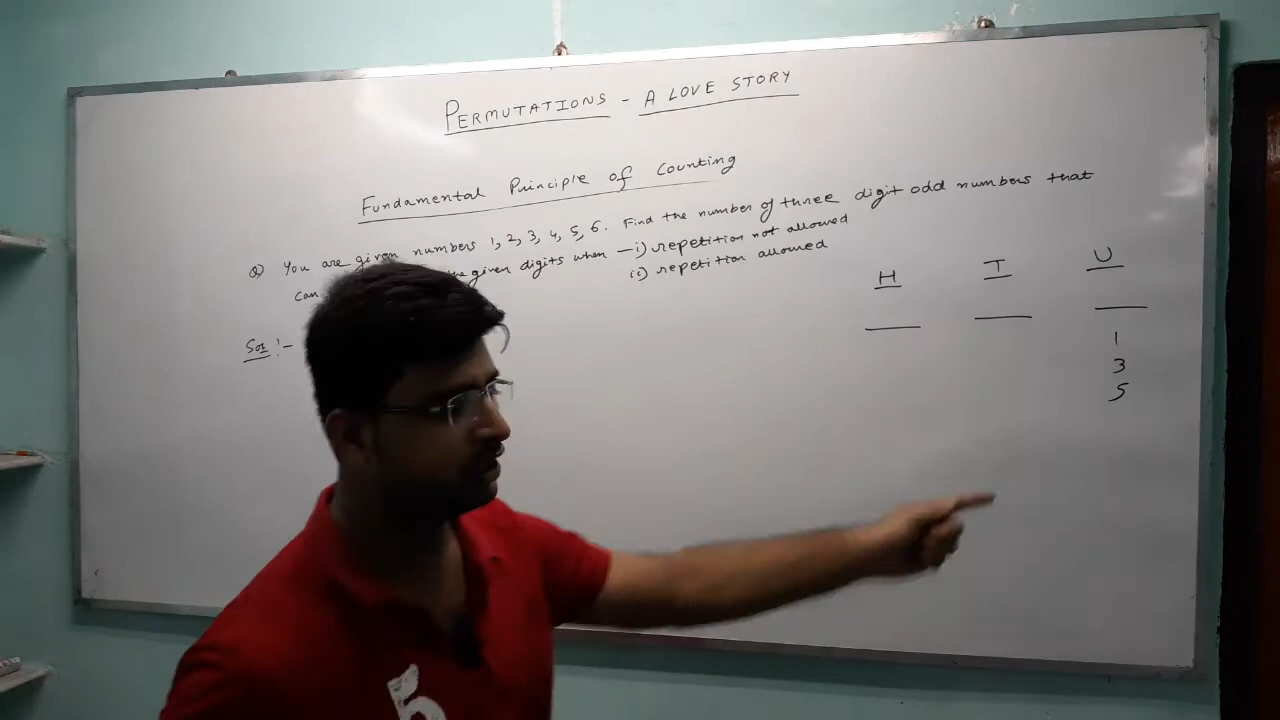 PERMUTATIONS - A LOVE STORY
Fundamental Principle of Counting
Q) You are given numbers 1, 2, 3, 4, 5, 6. Find the number of three digit odd numbers that
can given digits when - i) repetition not allowed
ii) repetition allowed
H T U
Sol :-
1
3
5